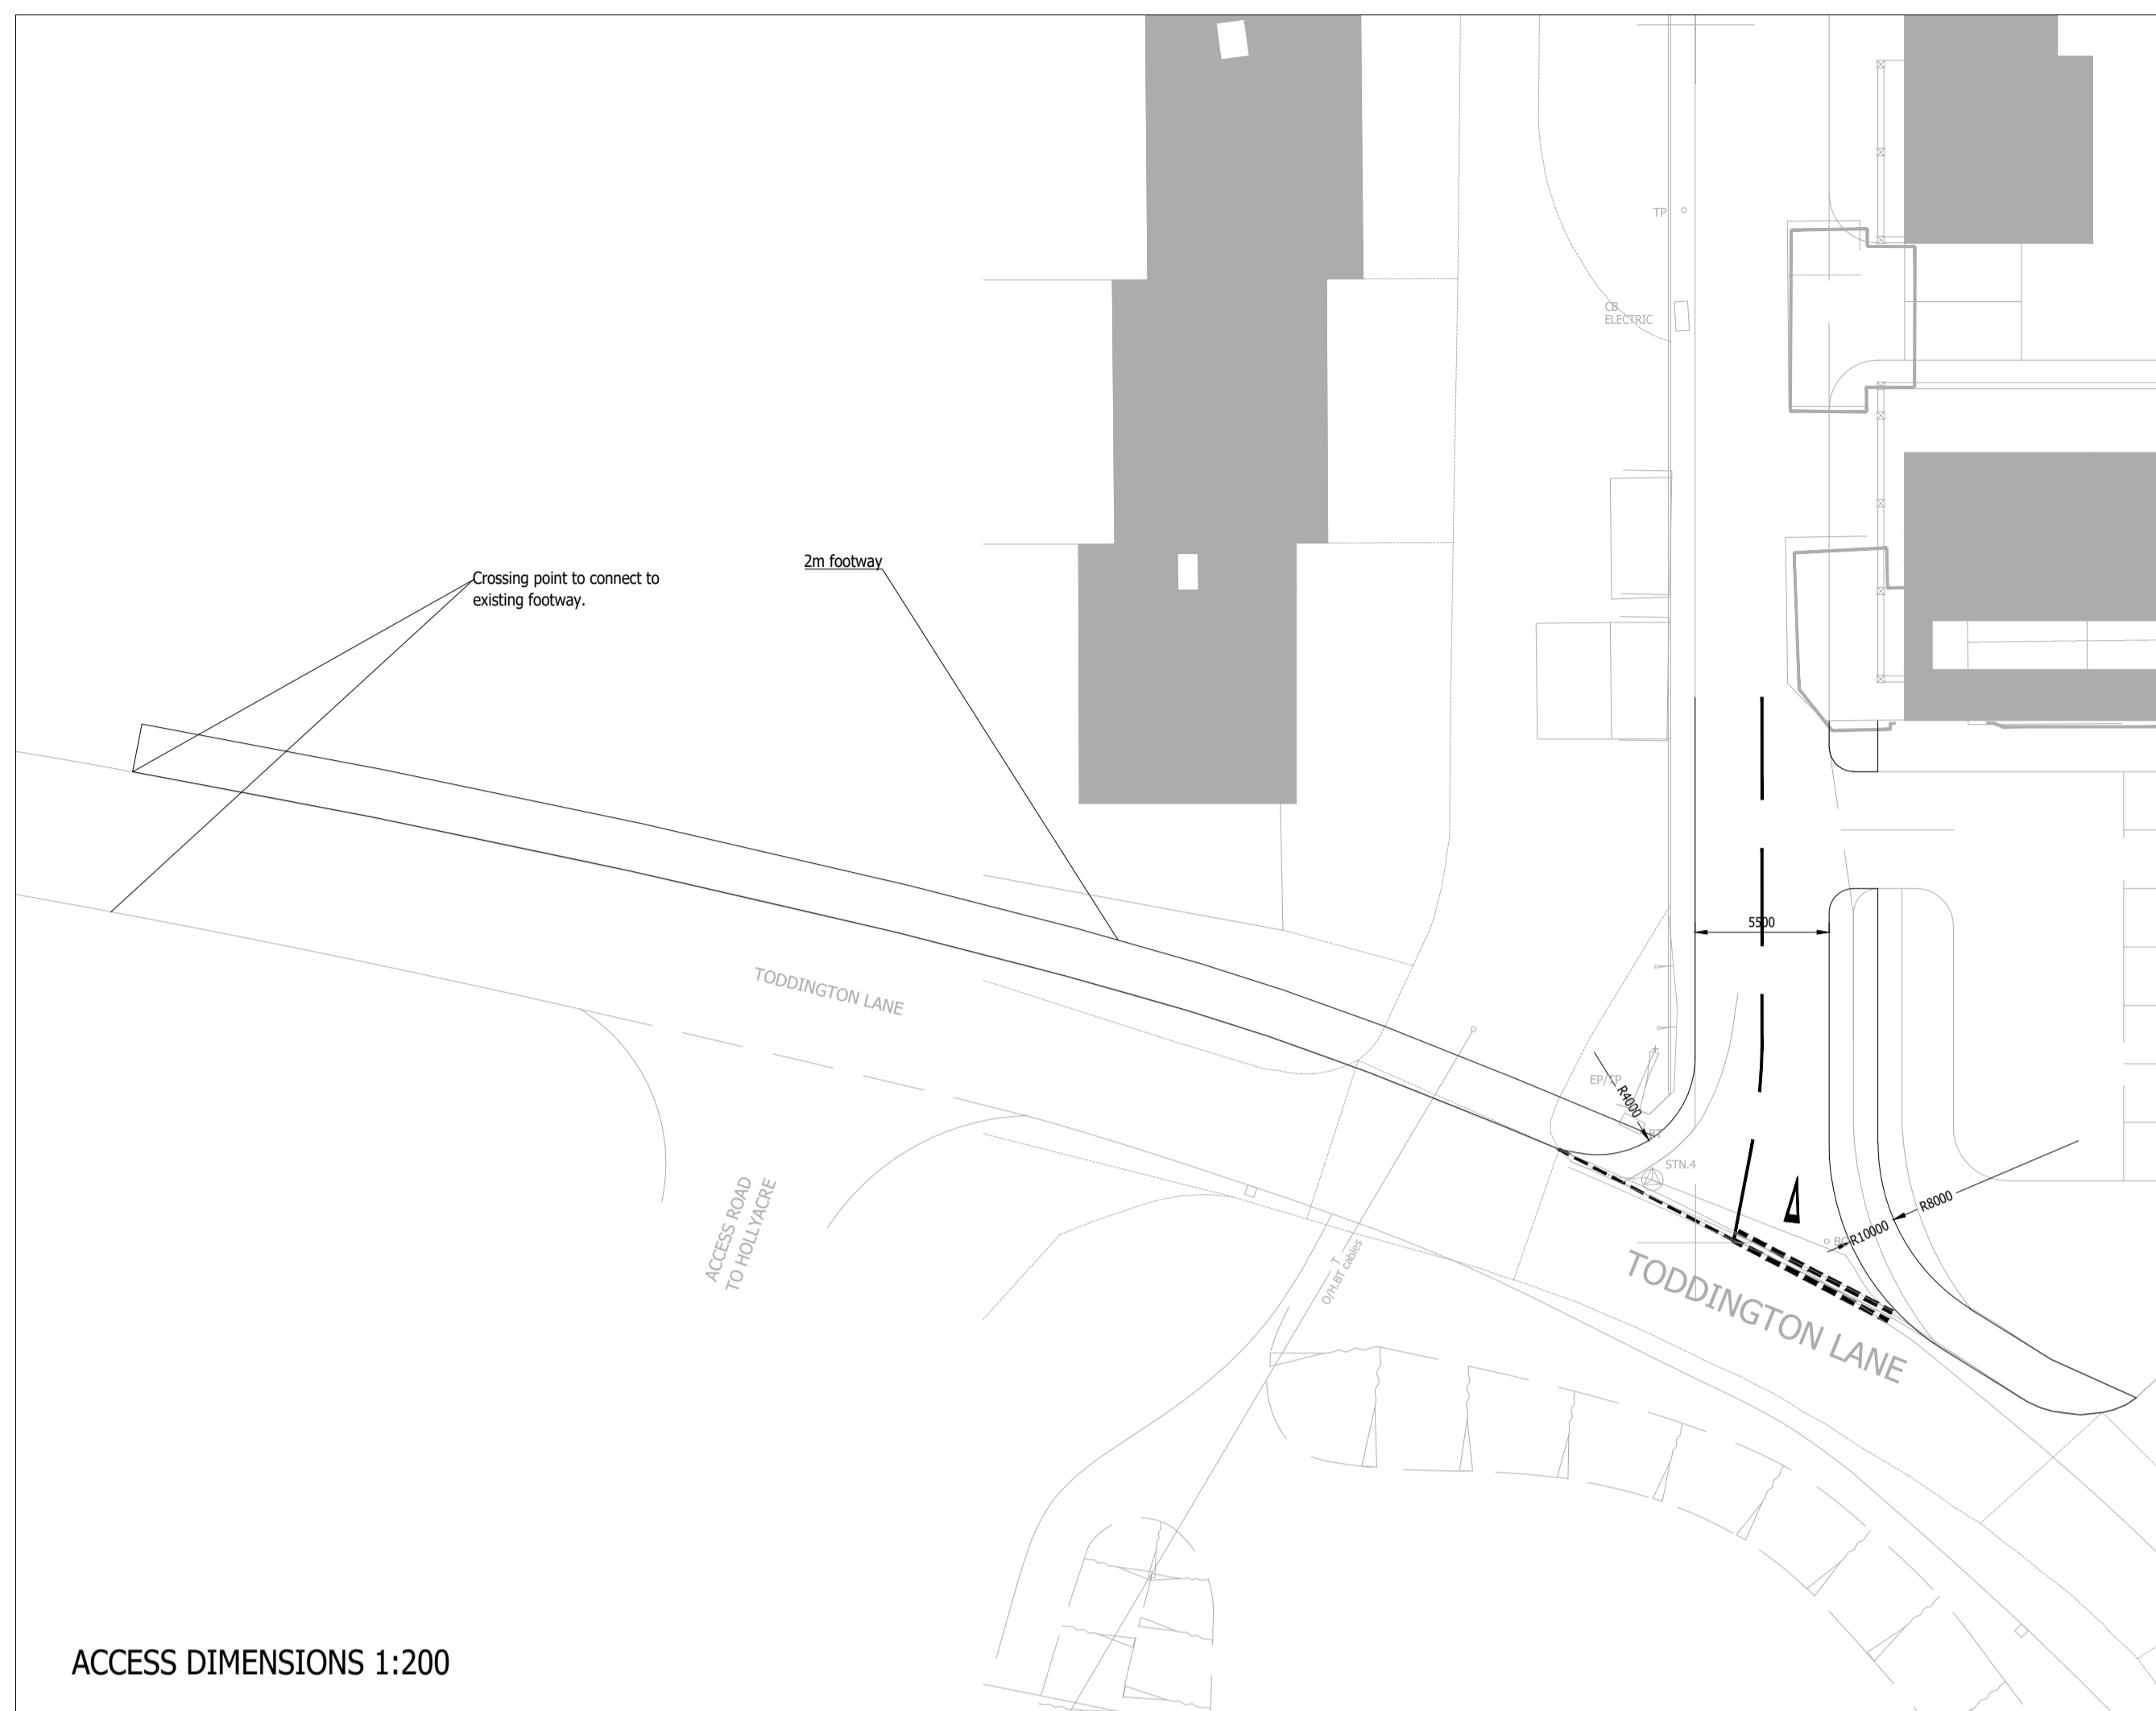 TP
CB
ELECTRIC
2m footway
Crossing point to connect to
existing footway.
5500
TODDINGTON LANE
EP/TP
R4000
BT
STN.4
R8000
R10000
ACCESS ROAD
TO HOLLYACRE
T
O/H.BT cables
TODDINGTON LANE
ACCESS DIMENSIONS 1:200